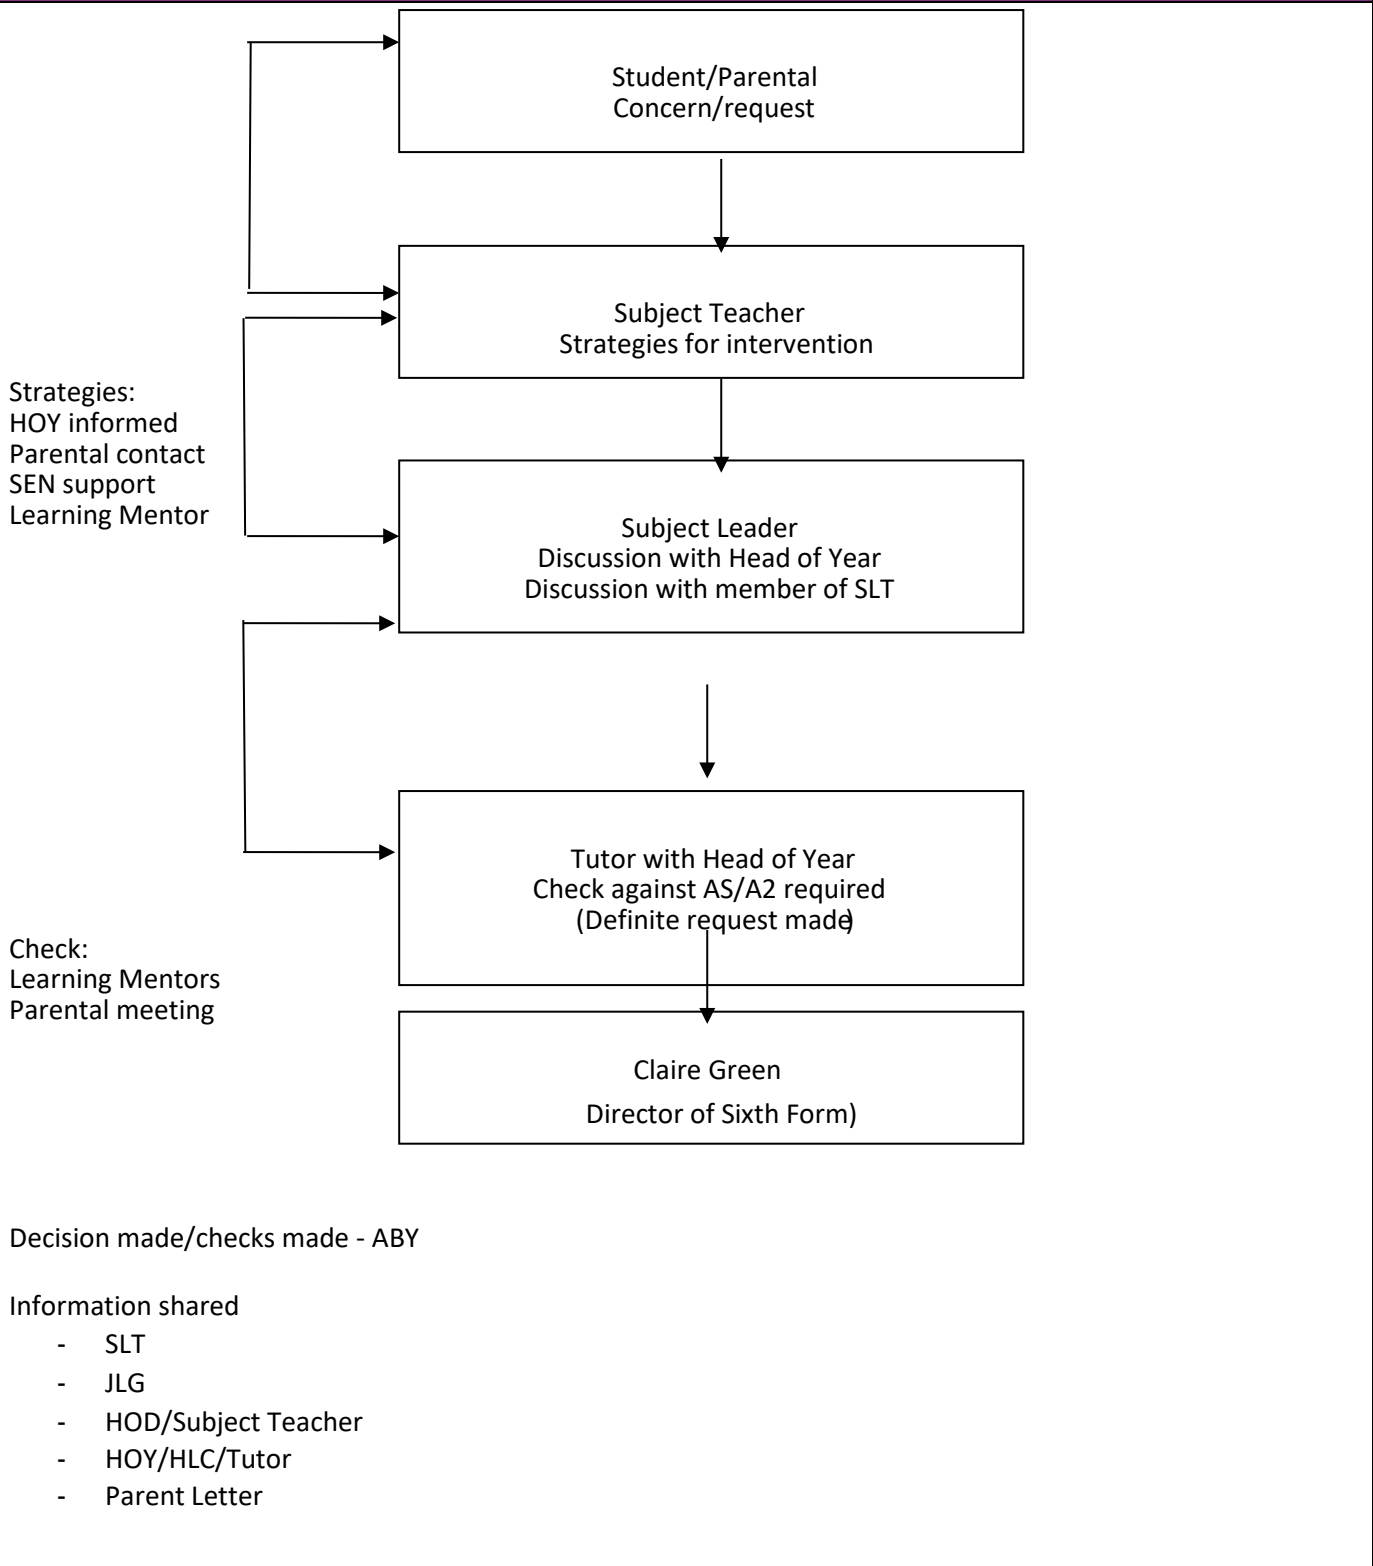 Student/Parental
Concern/request
Subject Teacher
Strategies for intervention
Strategies:
HOY informed
Parental contact
SEN support
Learning Mentor
Subject Leader
Discussion with Head of Year
Discussion with member of SLT
Tutor with Head of Year
Check against AS/A2 required
(Definite request made)
Check:
Learning Mentors
Parental meeting
Claire Green
Director of Sixth Form)
Decision made/checks made - ABY
Information shared
- SLT
- JLG
- HOD/Subject Teacher
- HOY/HLC/Tutor
- Parent Letter